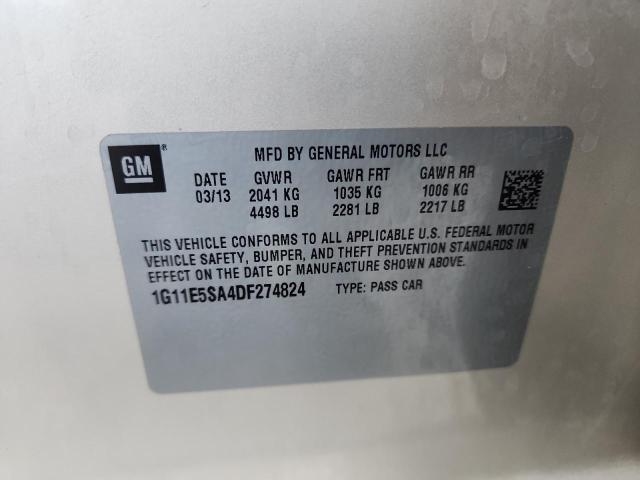 GM
MFD BY GENERAL MOTORS LLC
DATE GVWR GAWR FRT GAWR RR
03/13 2041 KG 1035 KG 1006 KG
4498 LB 2281 LB 2217 LB
THIS VEHICLE CONFORMS TO ALL APPLICABLE U.S. FEDERAL MOTOR
VEHICLE SAFETY, BUMPER, AND THEFT PREVENTION STANDARDS IN
EFFECT ON THE DATE OF MANUFACTURE SHOWN ABOVE.
1G11E5SA4DF274824 TYPE: PASS CAR